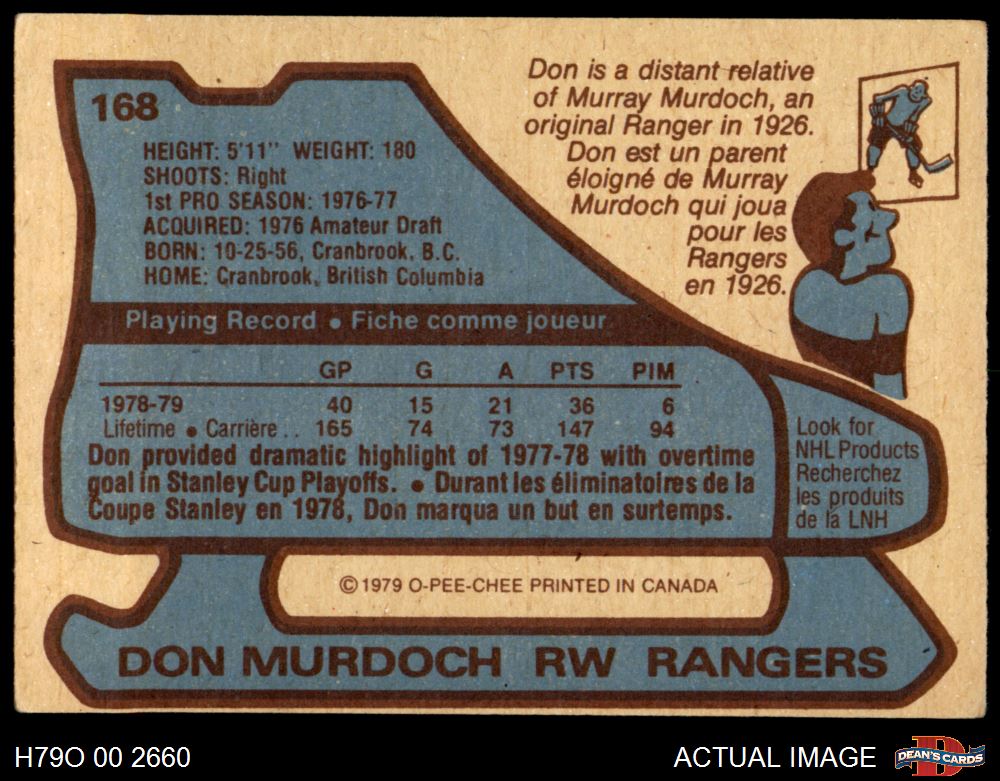 168
HEIGHT: 5'11" WEIGHT: 180
SHOOTS: Right
1st PRO SEASON: 1976-77
ACQUIRED: 1976 Amateur Draft
BORN: 10-25-56, Cranbrook, B.C.
HOME: Cranbrook, British Columbia
Don is a distant relative
of Murray Murdoch, an
original Ranger in 1926.
Don est un parent
éloigné de Murray
Murdoch qui joua
pour les
Rangers
en 1926.
Playing Record • Fiche comme joueur
GP G A PTS PIM
1978-79 40 15 21 36 6
Lifetime • Carrière . . 165 74 73 147 94
Don provided dramatic highlight of 1977-78 with overtime
goal in Stanley Cup Playoffs. • Durant les éliminatoires de la
Coupe Stanley en 1978, Don marqua un but en surtemps.
Look for
NHL Products
Recherchez
les produits
de la LNH
© 1979 O-PEE-CHEE PRINTED IN CANADA
DON MURDOCH RW RANGERS
H79O 00 2660
ACTUAL IMAGE
D
DEAN'S CARDS